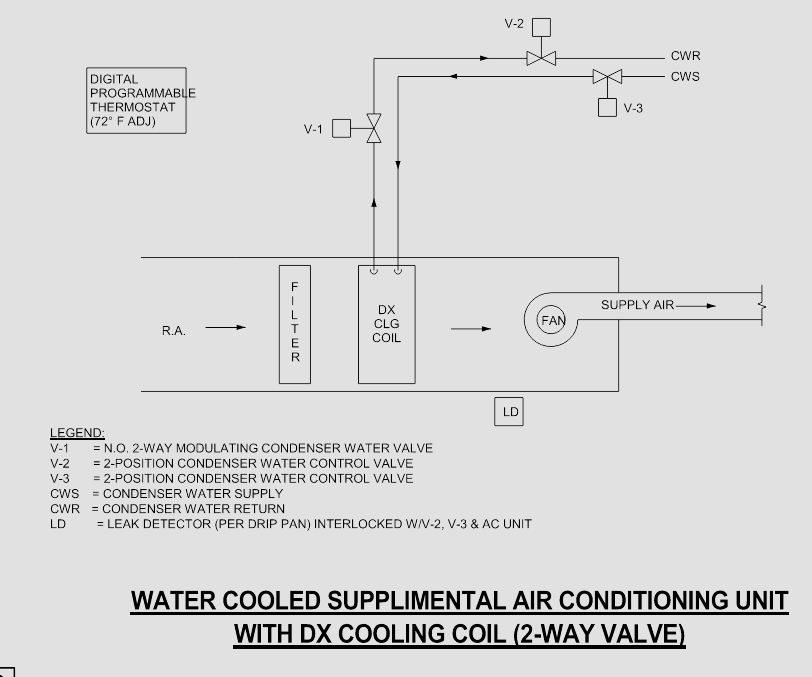 V-2
CWR
CWS
V-3
V-1
DIGITAL
PROGRAMMABLE
THERMOSTAT
(72° F ADJ)
R.A.
FILTER
DX
CLG
COIL
FAN
SUPPLY AIR
LD
LEGEND:
V-1 = N.O. 2-WAY MODULATING CONDENSER WATER VALVE
V-2 = 2-POSITION CONDENSER WATER CONTROL VALVE
V-3 = 2-POSITION CONDENSER WATER CONTROL VALVE
CWS = CONDENSER WATER SUPPLY
CWR = CONDENSER WATER RETURN
LD = LEAK DETECTOR (PER DRIP PAN) INTERLOCKED W/V-2, V-3 & AC UNIT
WATER COOLED SUPPLIMENTAL AIR CONDITIONING UNIT
WITH DX COOLING COIL (2-WAY VALVE)